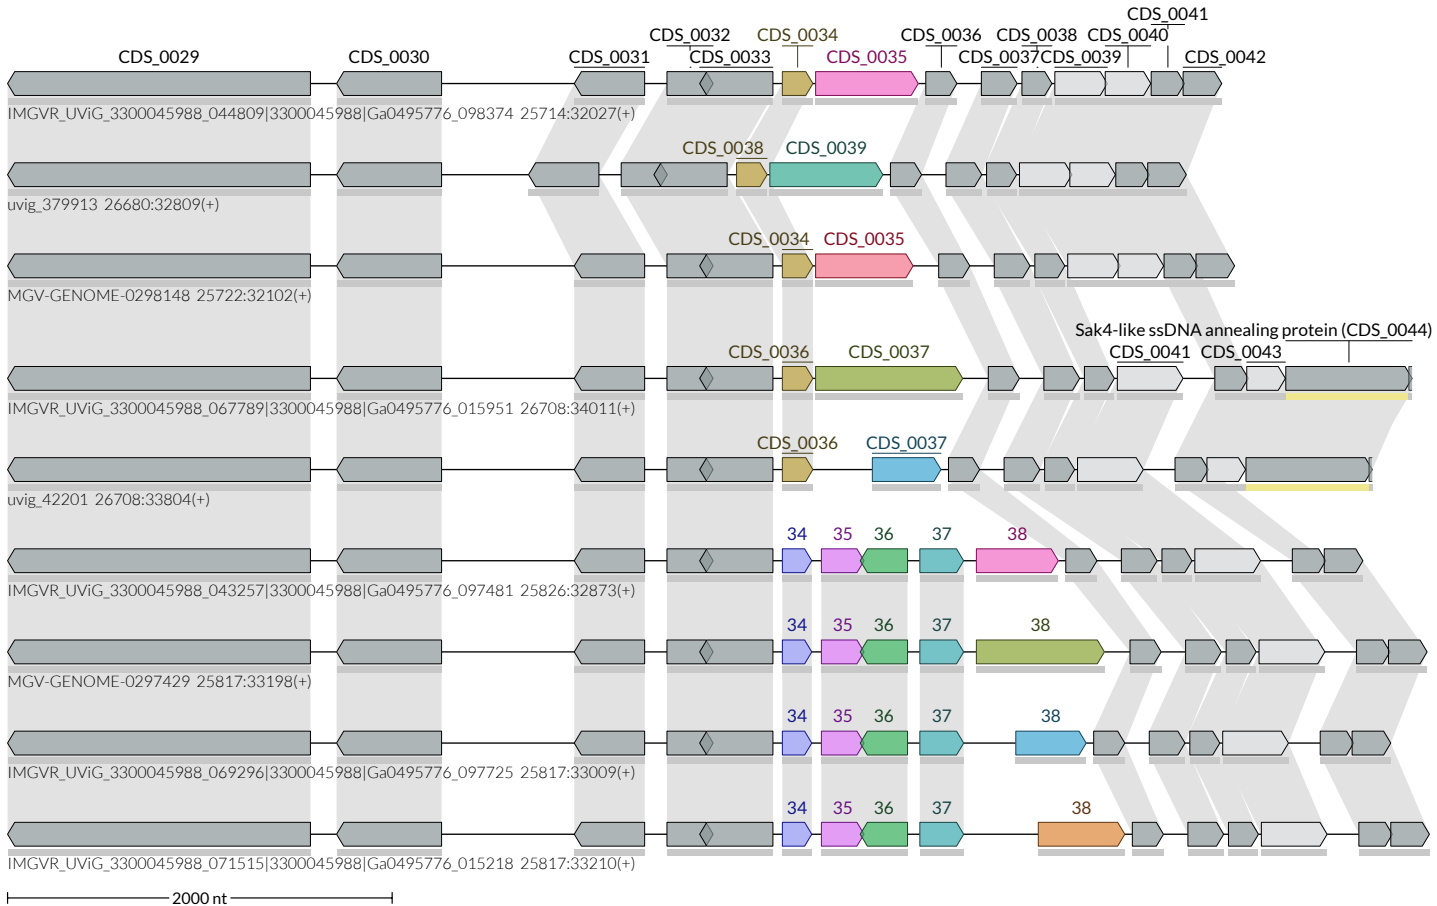 CDS_0041
CDS_0032 CDS_0034 CDS_0036 CDS_0038 CDS_0040
CDS_0029 CDS_0030 CDS_0031 CDS_0033 CDS_0035 CDS_0037 CDS_0039 CDS_0042
IMGVR_UViG_3300045988_044809|3300045988|Ga0495776_098374 25714:32027(+)
CDS_0038 CDS_0039
uvig_379913 26680:32809(+)
CDS_0034 CDS_0035
MGV-GENOME-0298148 25722:32102(+)
Sak4-like ssDNA annealing protein (CDS_0044)
CDS_0036 CDS_0037 CDS_0041 CDS_0043
IMGVR_UViG_3300045988_067789|3300045988|Ga0495776_015951 26708:34011(+)
CDS_0036 CDS_0037
uvig_42201 26708:33804(+)
34 35 36 37 38
IMGVR_UViG_3300045988_043257|3300045988|Ga0495776_097481 25826:32873(+)
34 35 36 37 38
MGV-GENOME-0297429 25817:33198(+)
34 35 36 37 38
IMGVR_UViG_3300045988_069296|3300045988|Ga0495776_097725 25817:33009(+)
34 35 36 37 38
IMGVR_UViG_3300045988_071515|3300045988|Ga0495776_015218 25817:33210(+)
2000 nt